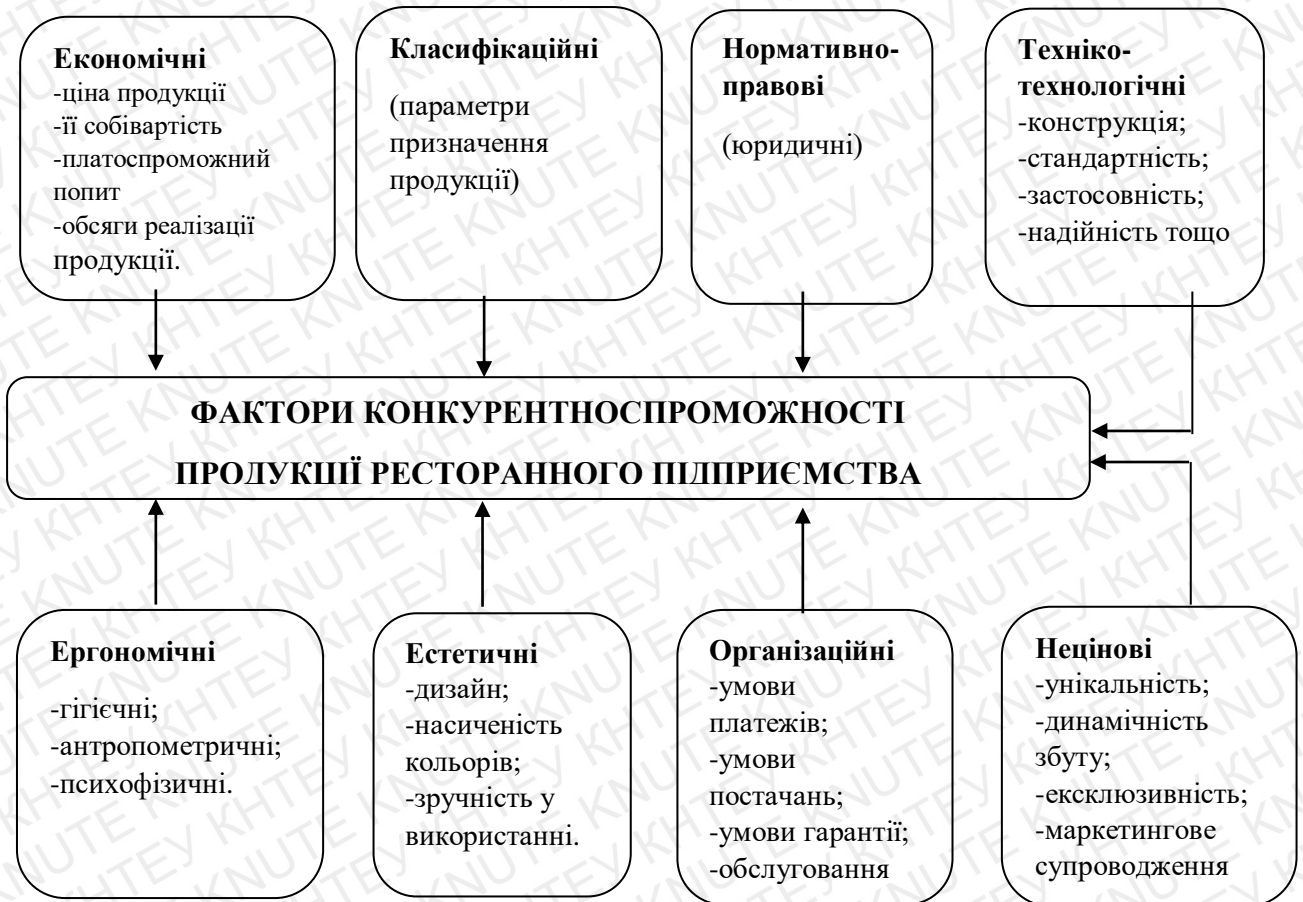 Економічні
-ціна продукції
-її собівартість
-платоспроможний
попит
-обсяги реалізації
продукції.
Класифікаційні
(параметри
призначення
продукції)
Нормативно-
правові
(юридичні)
Техніко-
технологічні
-конструкція;
-стандартність;
-застосовність;
-надійність тощо
ФАКТОРИ КОНКУРЕНТНОСПРОМОЖНОСТІ
ПРОДУКЦІЇ РЕСТОРАННОГО ПІДПРИЄМСТВА
Ергономічні
-гігієчні;
-антропометричні;
-психофізичні.
Естетичні
-дизайн;
-насиченість
кольорів;
-зручність у
використанні.
Організаційні
-умови
платежів;
-умови
постачань;
-умови гарантії;
-обслуговання
Нецінові
-унікальність;
-динамічність
збуту;
-ексклюзивність;
-маркетингове
супроводження